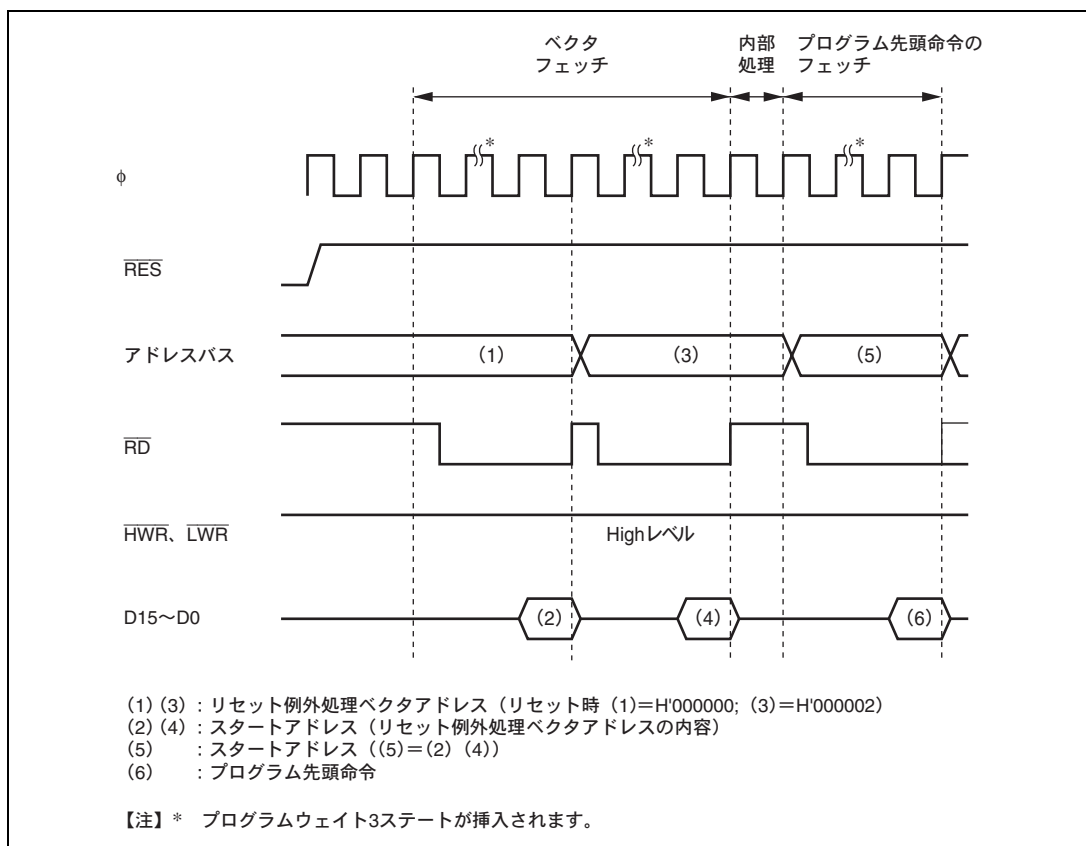 ベクタ
フェッチ
内部
処理
プログラム先頭命令の
フェッチ
* * *
φ
RES
アドレスバス (1) (3) (5)
RD
HWR、LWR Highレベル
D15〜D0 (2) (4) (6)
(1)(3) : リセット例外処理ベクタアドレス（リセット時 (1)=H'000000; (3)=H'000002）
(2)(4) : スタートアドレス（リセット例外処理ベクタアドレスの内容）
(5) : スタートアドレス（(5)=(2) (4)）
(6) : プログラム先頭命令
【注】* プログラムウェイト3ステートが挿入されます。